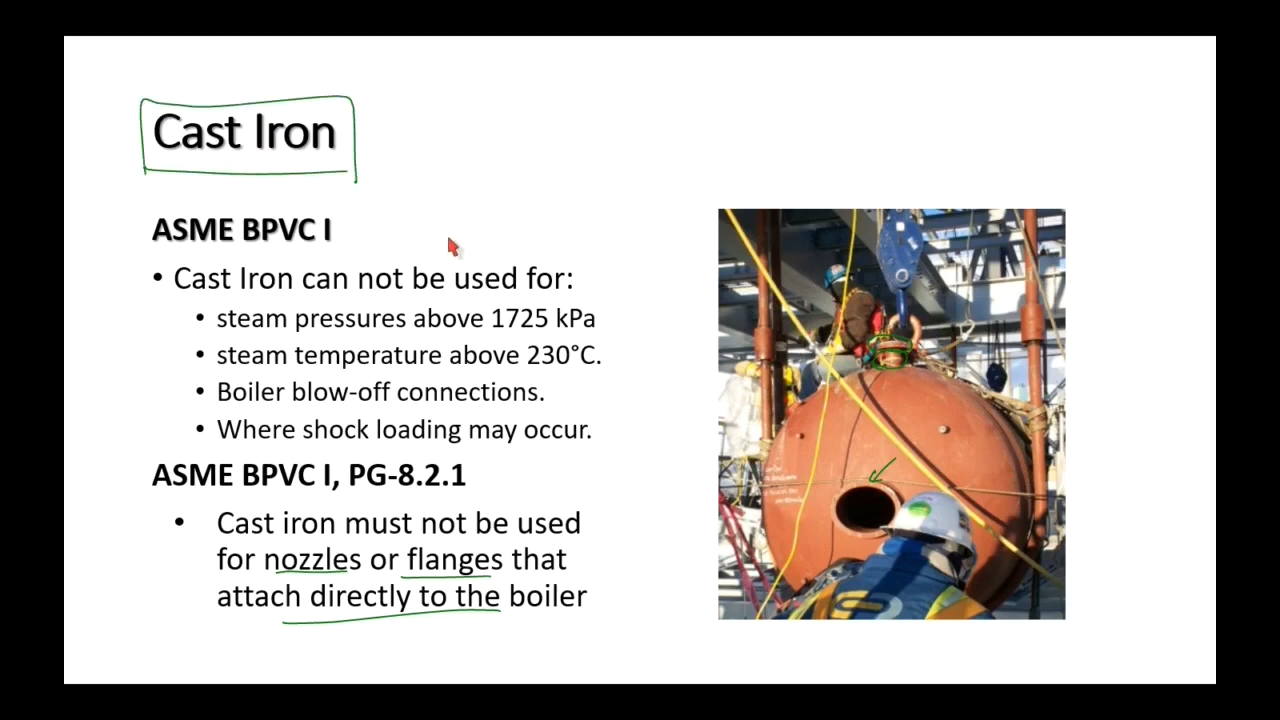 Cast Iron
ASME BPVC I
• Cast Iron can not be used for:
• steam pressures above 1725 kPa
• steam temperature above 230°C.
• Boiler blow-off connections.
• Where shock loading may occur.
ASME BPVC I, PG-8.2.1
• Cast iron must not be used
for nozzles or flanges that
attach directly to the boiler